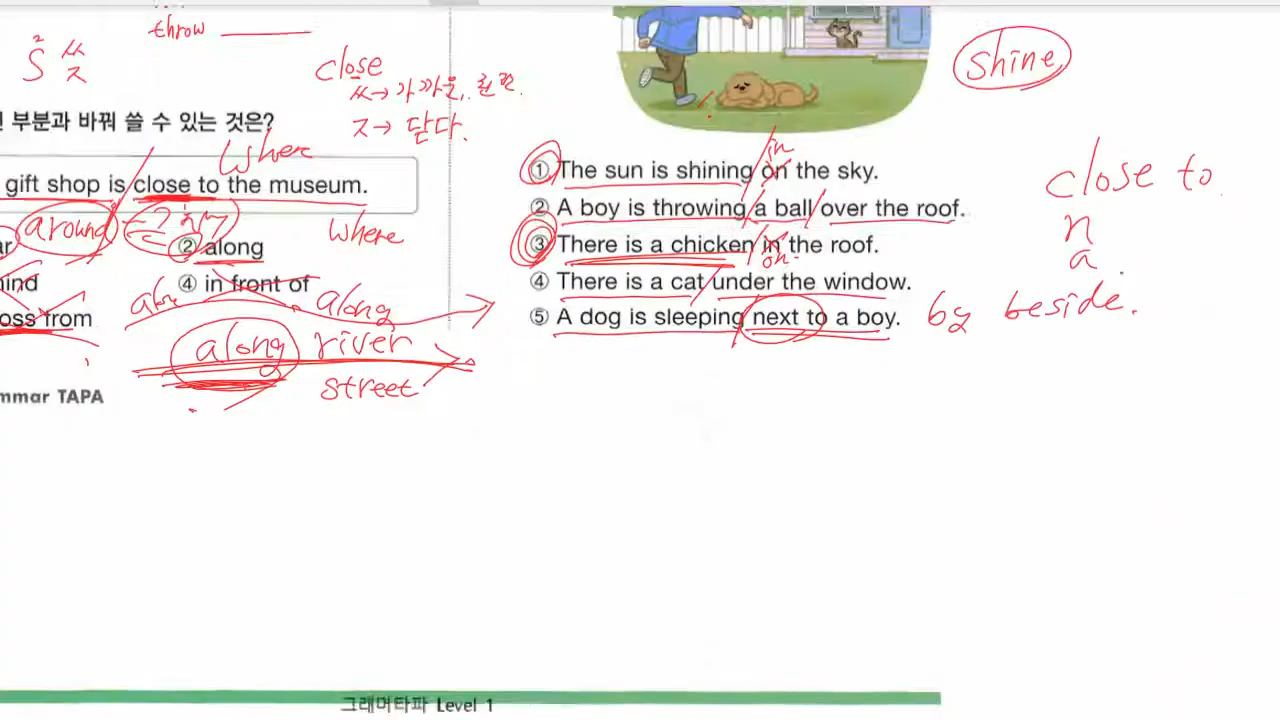 throw
S ㅆ
2
ㅈ
close
ㅆ→ 가까운, 친한.
ㅈ→ 닫다.
shine
부분과 바꿔 쓸 수 있는 것은?
where
gift shop is close to the museum.
around
② along
where
④ in front of
along
oss from
along river
street
mmar TAPA
in
① The sun is shining on the sky.
② A boy is throwing a ball over the roof.
③ There is a chicken in the roof.
on
④ There is a cat under the window.
⑤ A dog is sleeping next to a boy.
close to
n
a
by beside.
그래머타파 Level 1